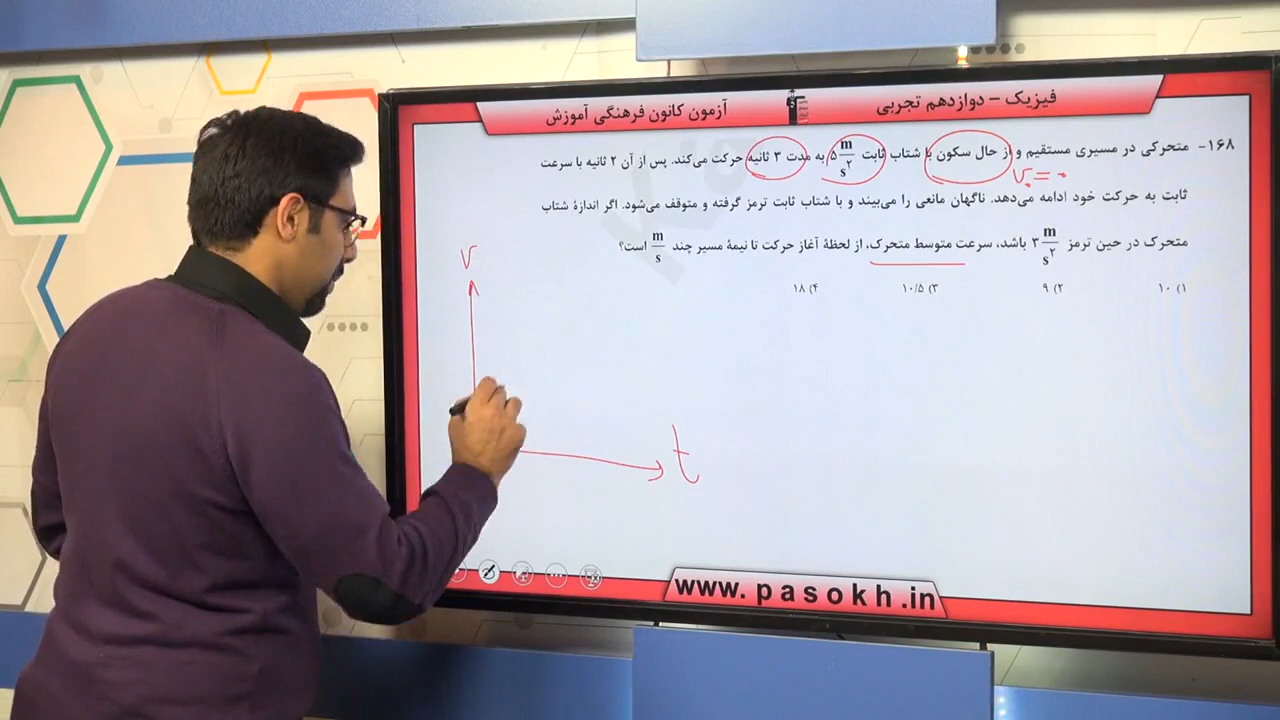 آزمون کانون فرهنگی آموزش
فیزیک - دوازدهم تجربی
۱۶۸- متحرکی در مسیری مستقیم و از حال سکون با شتاب ثابت ۵ m/s² به مدت ۳ ثانیه حرکت می‌کند. پس از آن ۲ ثانیه با سرعت
V₀ = 0
ثابت به حرکت خود ادامه می‌دهد. ناگهان مانعی را می‌بیند و با شتاب ثابت ترمز گرفته و متوقف می‌شود. اگر اندازهٔ شتاب
متحرک در حین ترمز ۳ m/s² باشد، سرعت متوسط متحرک، از لحظهٔ آغاز حرکت تا نیمهٔ مسیر چند m/s است؟
۱) ۱۰ ۲) ۹ ۳) ۱۰/۵ ۴) ۱۸
V
t
www.pasokh.in